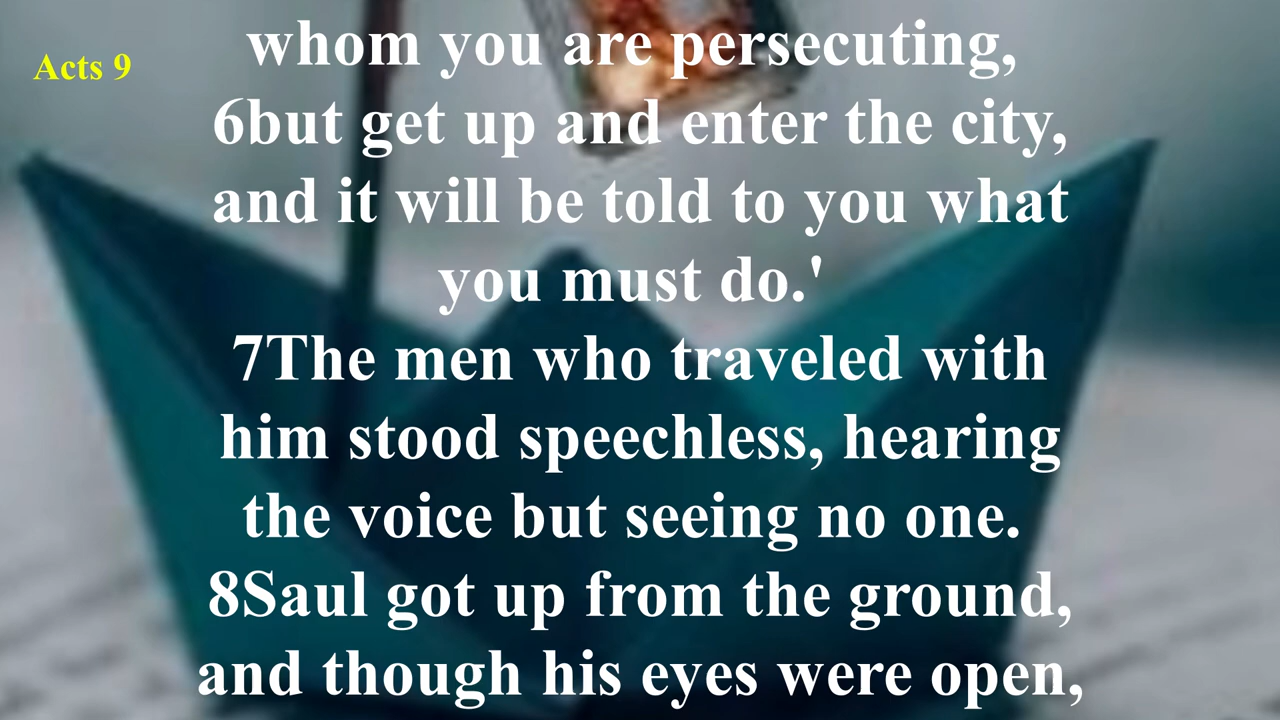 Acts 9
whom you are persecuting,
6but get up and enter the city,
and it will be told to you what
you must do.'
7The men who traveled with
him stood speechless, hearing
the voice but seeing no one.
8Saul got up from the ground,
and though his eyes were open,